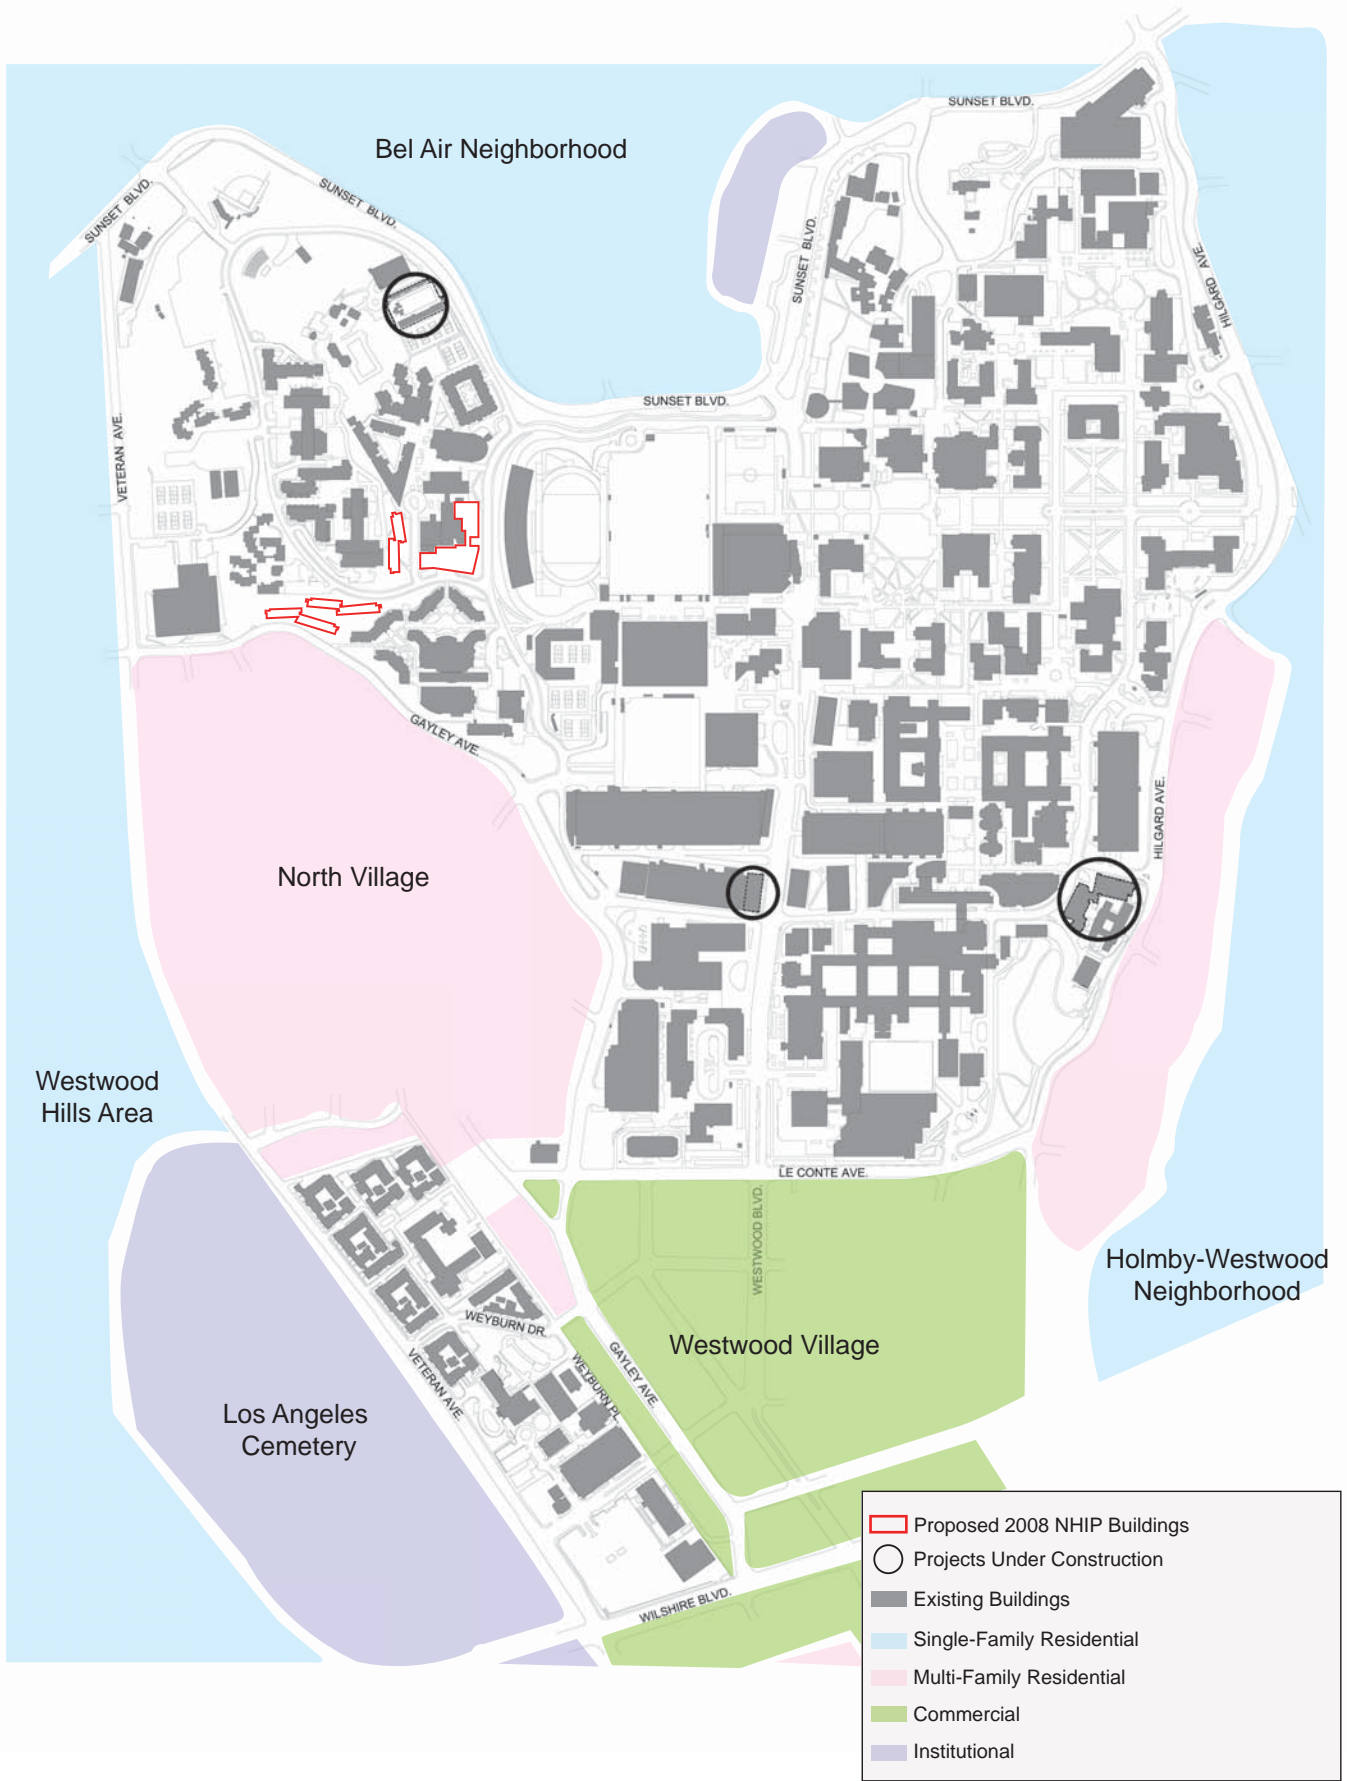 SUNSET BLVD.
Bel Air Neighborhood
SUNSET BLVD.
SUNSET BLVD.
SUNSET BLVD.
HILGARD AVE.
SUNSET BLVD.
VETERAN AVE.
GAYLEY AVE.
HILGARD AVE.
North Village
Westwood
Hills Area
LE CONTE AVE.
WESTWOOD BLVD.
Holmby-Westwood
Neighborhood
WEYBURN DR.
Westwood Village
VETERAN AVE.
WEYBURN PL.
GAYLEY AVE.
Los Angeles
Cemetery
WILSHIRE BLVD.
Proposed 2008 NHIP Buildings
Projects Under Construction
Existing Buildings
Single-Family Residential
Multi-Family Residential
Commercial
Institutional